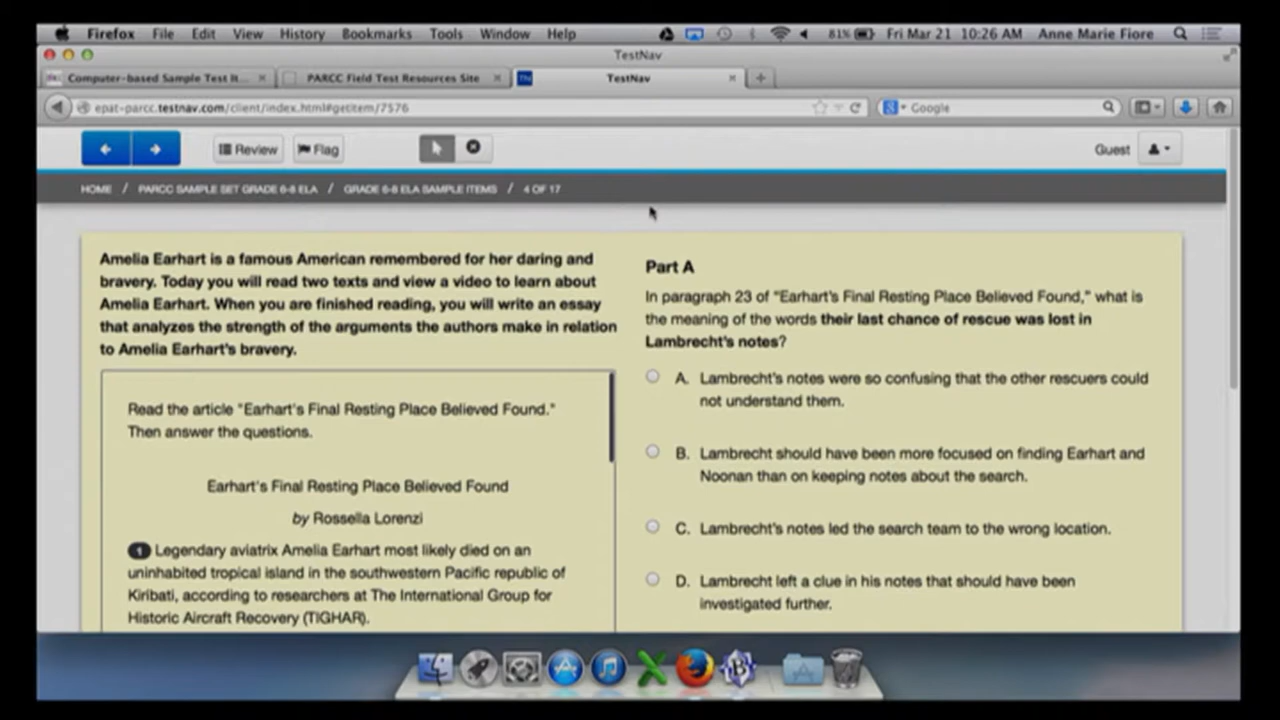 Firefox File Edit View History Bookmarks Tools Window Help 81% Fri Mar 21 10:26 AM Anne Marie Fiore
TestNav
Computer-based Sample Test It... PARCC Field Test Resources Site TestNav
epat-parcc.testnav.com/client/index.html#getitem/7576 Google
Review Flag Guest
HOME / PARCC SAMPLE SET GRADE 6-8 ELA / GRADE 6-8 ELA SAMPLE ITEMS / 4 OF 17
Amelia Earhart is a famous American remembered for her daring and
bravery. Today you will read two texts and view a video to learn about
Amelia Earhart. When you are finished reading, you will write an essay
that analyzes the strength of the arguments the authors make in relation
to Amelia Earhart's bravery.
Read the article "Earhart's Final Resting Place Believed Found."
Then answer the questions.
Earhart's Final Resting Place Believed Found
by Rossella Lorenzi
1 Legendary aviatrix Amelia Earhart most likely died on an
uninhabited tropical island in the southwestern Pacific republic of
Kiribati, according to researchers at The International Group for
Historic Aircraft Recovery (TIGHAR).
Part A
In paragraph 23 of "Earhart's Final Resting Place Believed Found," what is
the meaning of the words their last chance of rescue was lost in
Lambrecht's notes?
A. Lambrecht's notes were so confusing that the other rescuers could
not understand them.
B. Lambrecht should have been more focused on finding Earhart and
Noonan than on keeping notes about the search.
C. Lambrecht's notes led the search team to the wrong location.
D. Lambrecht left a clue in his notes that should have been
investigated further.